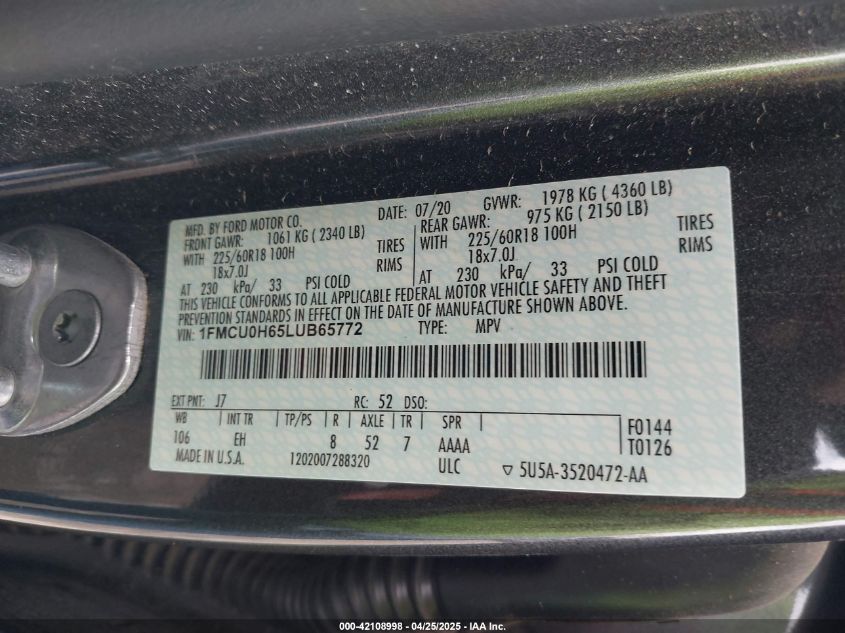 MFD. BY FORD MOTOR CO. DATE: 07/20 GVWR: 1978 KG ( 4360 LB)
FRONT GAWR: 1061 KG ( 2340 LB) REAR GAWR: 975 KG ( 2150 LB)
WITH 225/60R18 100H TIRES WITH 225/60R18 100H TIRES
18x7.0J RIMS 18x7.0J RIMS
AT 230 kPa/ 33 PSI COLD AT 230 kPa/ 33 PSI COLD
THIS VEHICLE CONFORMS TO ALL APPLICABLE FEDERAL MOTOR VEHICLE SAFETY AND THEFT
PREVENTION STANDARDS IN EFFECT ON THE DATE OF MANUFACTURE SHOWN ABOVE.
VIN: 1FMCU0H65LUB65772 TYPE: MPV
EXT PNT: J7 RC: 52 DSO:
WB INT TR TP/PS R AXLE TR SPR F0144
106 EH 8 52 7 AAAA T0126
MADE IN U.S.A. 1202007288320 ULC ▽ 5U5A-3520472-AA
000-42108998 - 04/25/2025 - IAA Inc.